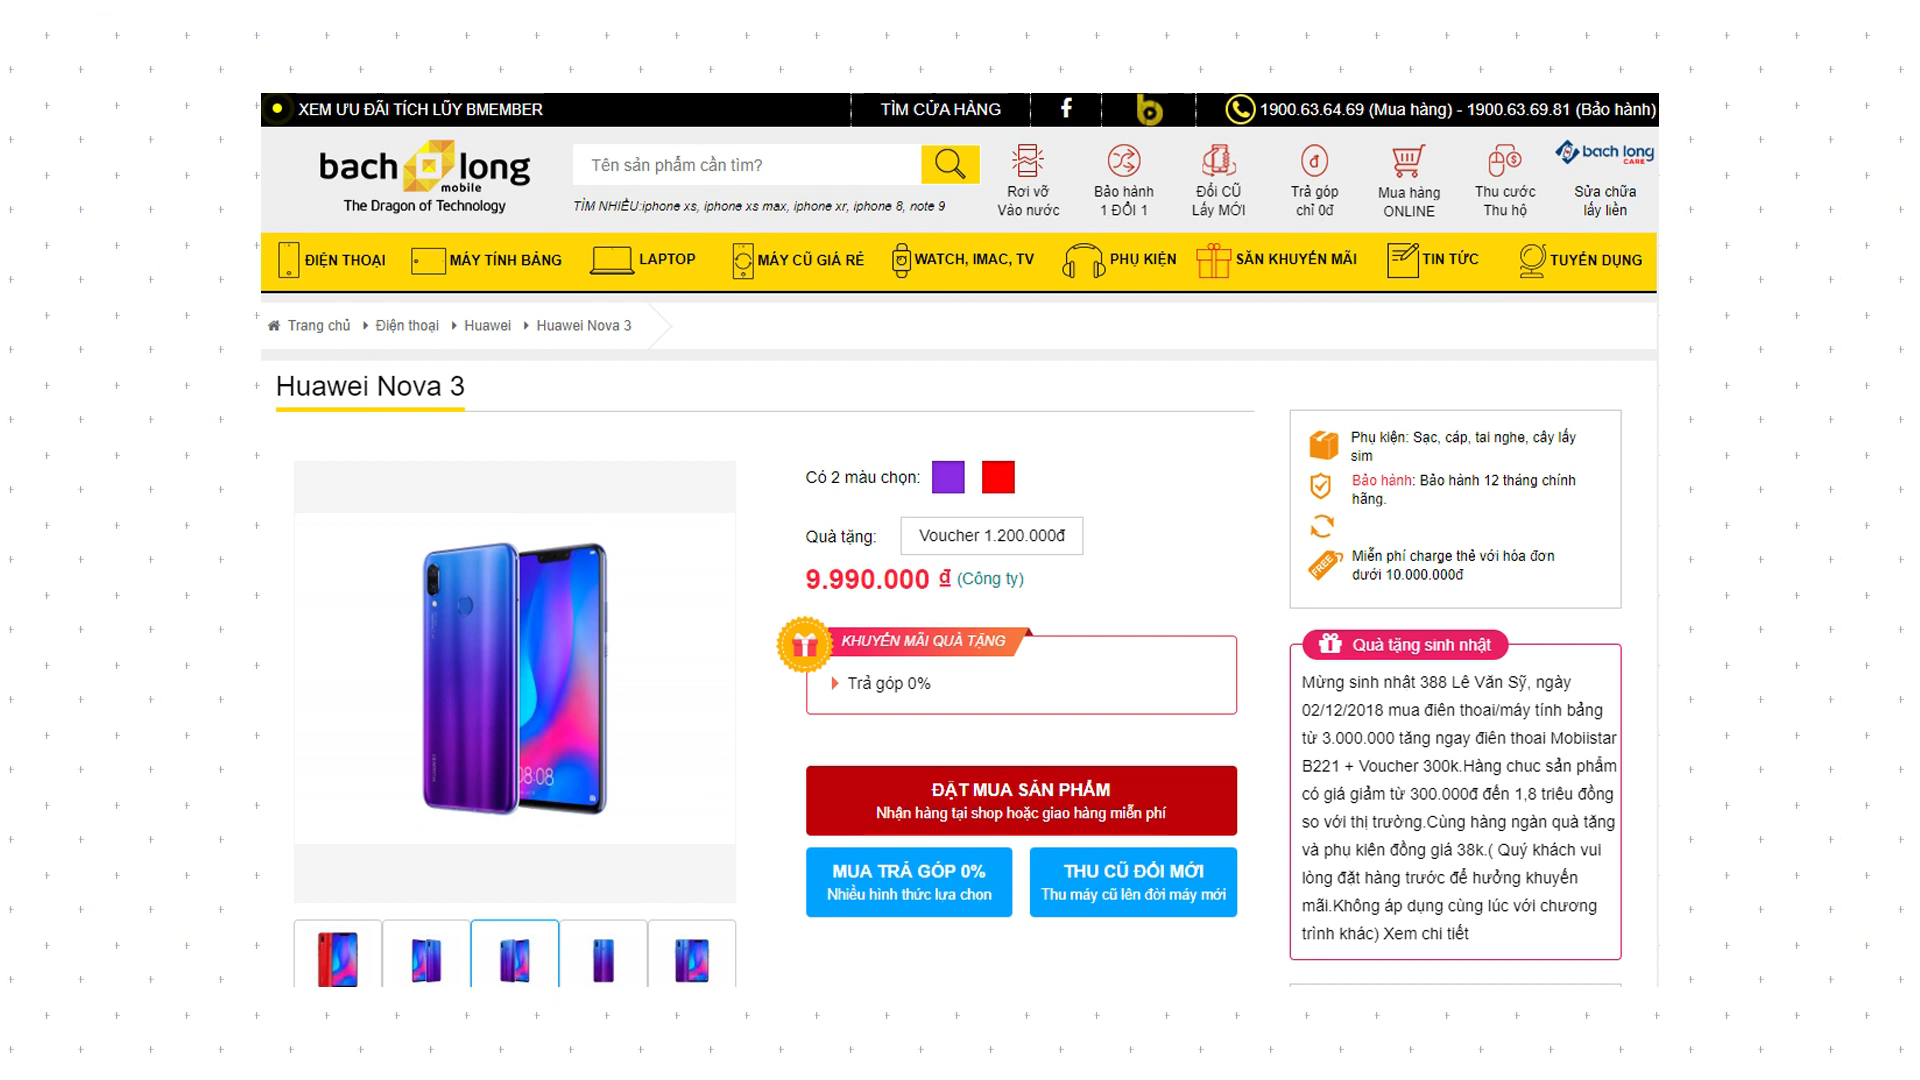 XEM ƯU ĐÃI TÍCH LŨY BMEMBER
TÌM CỬA HÀNG
1900.63.64.69 (Mua hàng) - 1900.63.69.81 (Bảo hành)
bach long
mobile
The Dragon of Technology
Tên sản phẩm cần tìm?
TÌM NHIỀU:iphone xs, iphone xs max, iphone xr, iphone 8, note 9
Rơi vỡ
Vào nước
Bảo hành
1 ĐỔI 1
Đổi CŨ
Lấy MỚI
Trả góp
chỉ 0đ
Mua hàng
ONLINE
Thu cước
Thu hộ
bach long
CARE
Sửa chữa
lấy liền
ĐIỆN THOẠI
MÁY TÍNH BẢNG
LAPTOP
MÁY CŨ GIÁ RẺ
WATCH, IMAC, TV
PHỤ KIỆN
SĂN KHUYẾN MÃI
TIN TỨC
TUYỂN DỤNG
Trang chủ
Điện thoại
Huawei
Huawei Nova 3
Huawei Nova 3
Có 2 màu chọn:
Quà tặng:
Voucher 1.200.000đ
9.990.000 ₫ (Công ty)
KHUYẾN MÃI QUÀ TẶNG
Trả góp 0%
ĐẶT MUA SẢN PHẨM
Nhận hàng tại shop hoặc giao hàng miễn phí
MUA TRẢ GÓP 0%
Nhiều hình thức lựa chọn
THU CŨ ĐỔI MỚI
Thu máy cũ lên đời máy mới
08:08
Phụ kiện: Sạc, cáp, tai nghe, cây lấy
sim
Bảo hành: Bảo hành 12 tháng chính
hãng.
FREE
Miễn phí charge thẻ với hóa đơn
dưới 10.000.000đ
Quà tặng sinh nhật
Mừng sinh nhât 388 Lê Văn Sỹ, ngày
02/12/2018 mua điên thoai/máy tính bảng
từ 3.000.000 tăng ngay điên thoai Mobiistar
B221 + Voucher 300k.Hàng chuc sản phẩm
có giá giảm từ 300.000đ đến 1,8 triêu đồng
so với thị trường.Cùng hàng ngàn quà tăng
và phụ kiên đồng giá 38k.( Quý khách vui
lòng đặt hàng trước để hưởng khuyến
mãi.Không áp dụng cùng lúc với chương
trình khác) Xem chi tiết